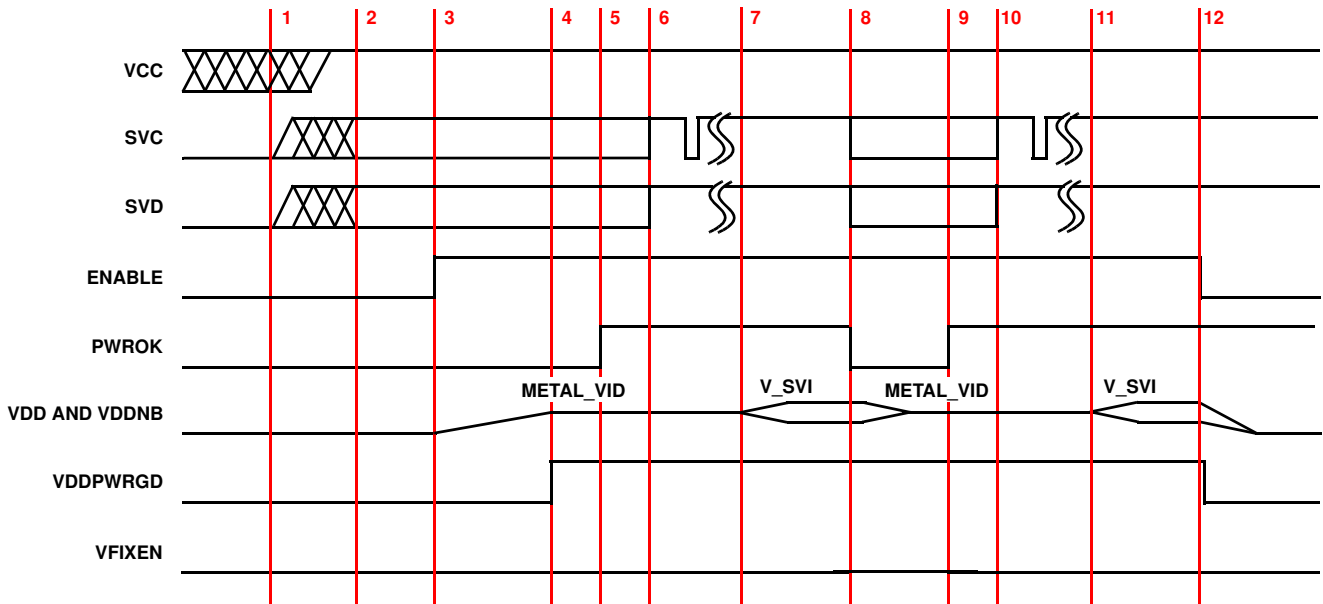 1 2 3 4 5 6 7 8 9 10 11 12
VCC
SVC
SVD
ENABLE
PWROK
METAL_VID V_SVI METAL_VID V_SVI
VDD AND VDDNB
VDDPWRGD
VFIXEN